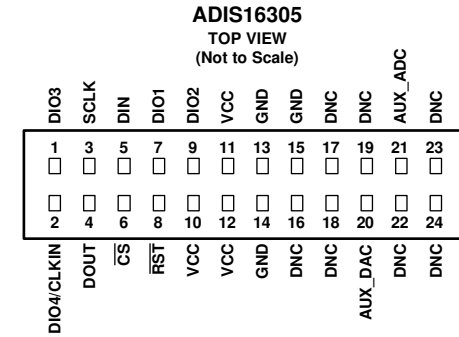 ADIS16305
TOP VIEW
(Not to Scale)
DIO3 SCLK DIN DIO1 DIO2 VCC GND GND DNC DNC AUX_ADC DNC
1 3 5 7 9 11 13 15 17 19 21 23
2 4 6 8 10 12 14 16 18 20 22 24
DIO4/CLKIN DOUT CS RST VCC VCC GND DNC DNC AUX_DAC DNC DNC